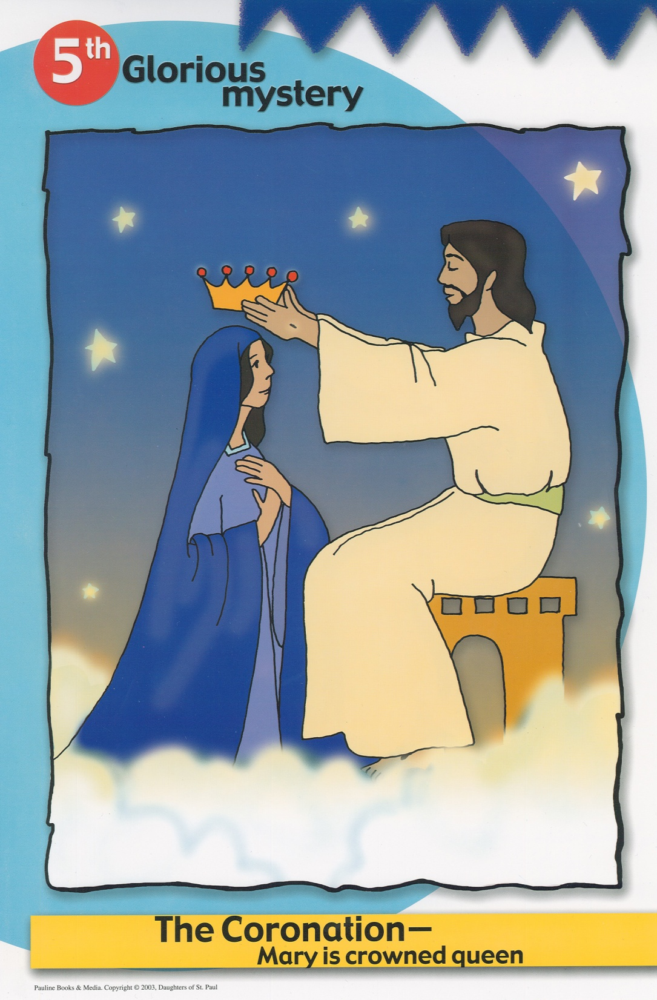 5th Glorious
mystery
The Coronation—
Mary is crowned queen
Pauline Books & Media. Copyright © 2003, Daughters of St. Paul